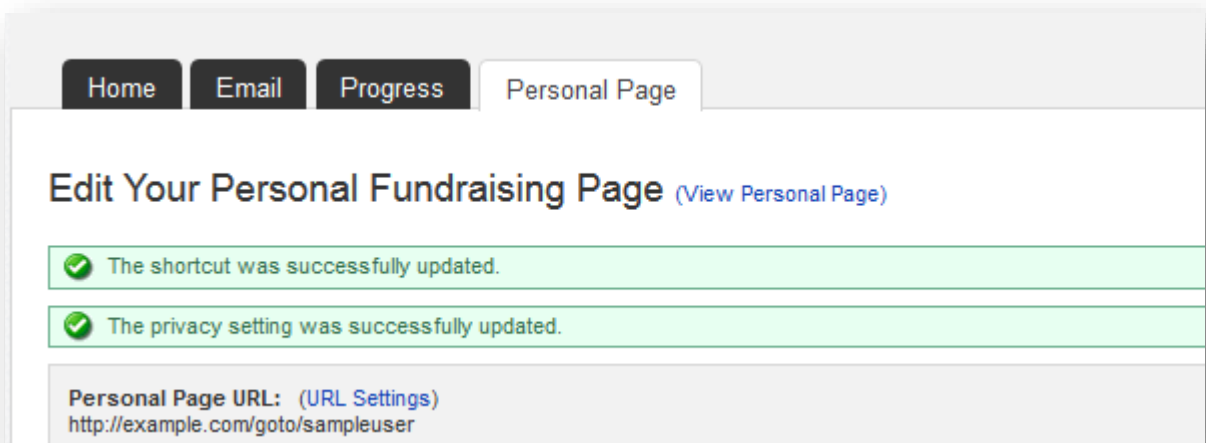 Home Email Progress Personal Page
Edit Your Personal Fundraising Page (View Personal Page)
The shortcut was successfully updated.
The privacy setting was successfully updated.
Personal Page URL: (URL Settings)
http://example.com/goto/sampleuser